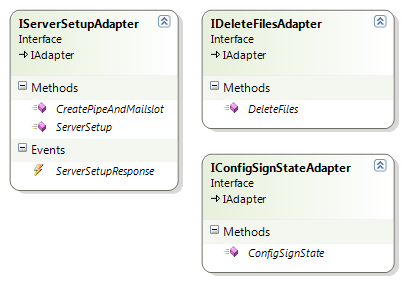 IServerSetupAdapter
Interface
IAdapter
Methods
CreatePipeAndMailslot
ServerSetup
Events
ServerSetupResponse
IDeleteFilesAdapter
Interface
IAdapter
Methods
DeleteFiles
IConfigSignStateAdapter
Interface
IAdapter
Methods
ConfigSignState